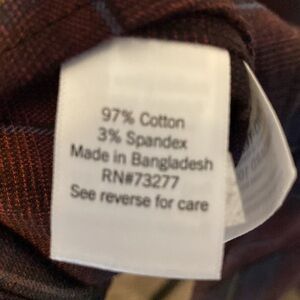 97% Cotton
3% Spandex
Made in Bangladesh
RN#73277
See reverse for care